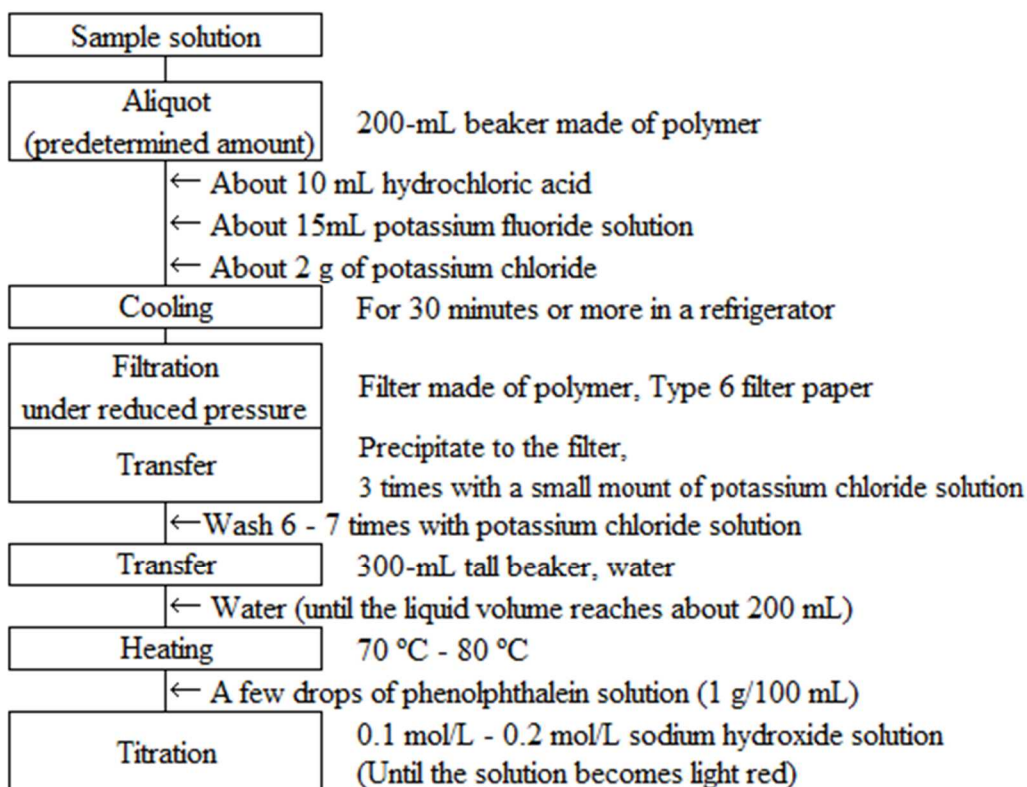 Sample solution
Aliquot
(predetermined amount)
200-mL beaker made of polymer
← About 10 mL hydrochloric acid
← About 15mL potassium fluoride solution
← About 2 g of potassium chloride
Cooling
For 30 minutes or more in a refrigerator
Filtration
under reduced pressure
Filter made of polymer, Type 6 filter paper
Transfer
Precipitate to the filter,
3 times with a small mount of potassium chloride solution
←Wash 6 - 7 times with potassium chloride solution
Transfer
300-mL tall beaker, water
← Water (until the liquid volume reaches about 200 mL)
Heating
70 ºC - 80 ºC
← A few drops of phenolphthalein solution (1 g/100 mL)
Titration
0.1 mol/L - 0.2 mol/L sodium hydroxide solution
(Until the solution becomes light red)